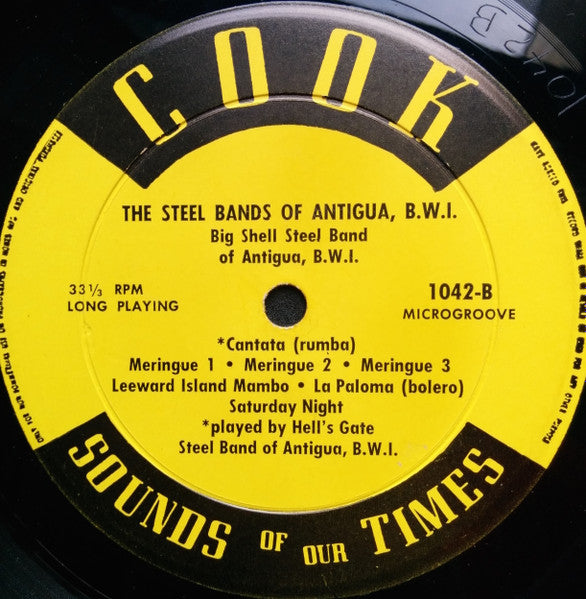 COOK
THE STEEL BANDS OF ANTIGUA, B.W.I.
Big Shell Steel Band
of Antigua, B.W.I.
33⅓ RPM
LONG PLAYING
1042-B
MICROGROOVE
*Cantata (rumba)
Meringue 1 • Meringue 2 • Meringue 3
Leeward Island Mambo • La Paloma (bolero)
Saturday Night
*played by Hell's Gate
Steel Band of Antigua, B.W.I.
SOUNDS OF OUR TIMES